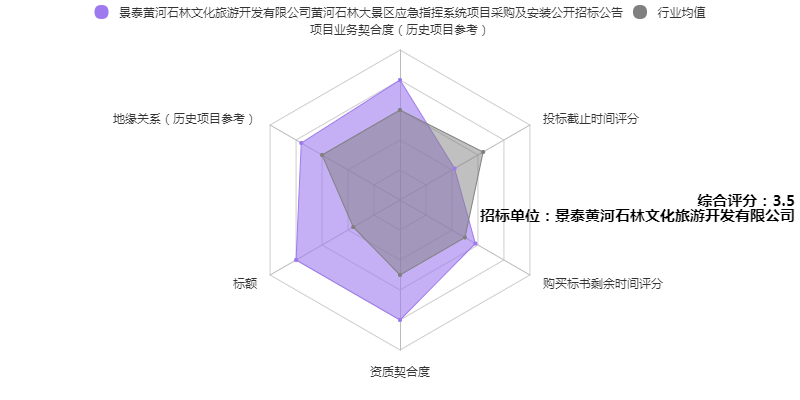 景泰黄河石林文化旅游开发有限公司黄河石林大景区应急指挥系统项目采购及安装公开招标公告 行业均值
项目业务契合度（历史项目参考）
地缘关系（历史项目参考） 投标截止时间评分
综合评分：3.5
招标单位：景泰黄河石林文化旅游开发有限公司
标额 购买标书剩余时间评分
资质契合度